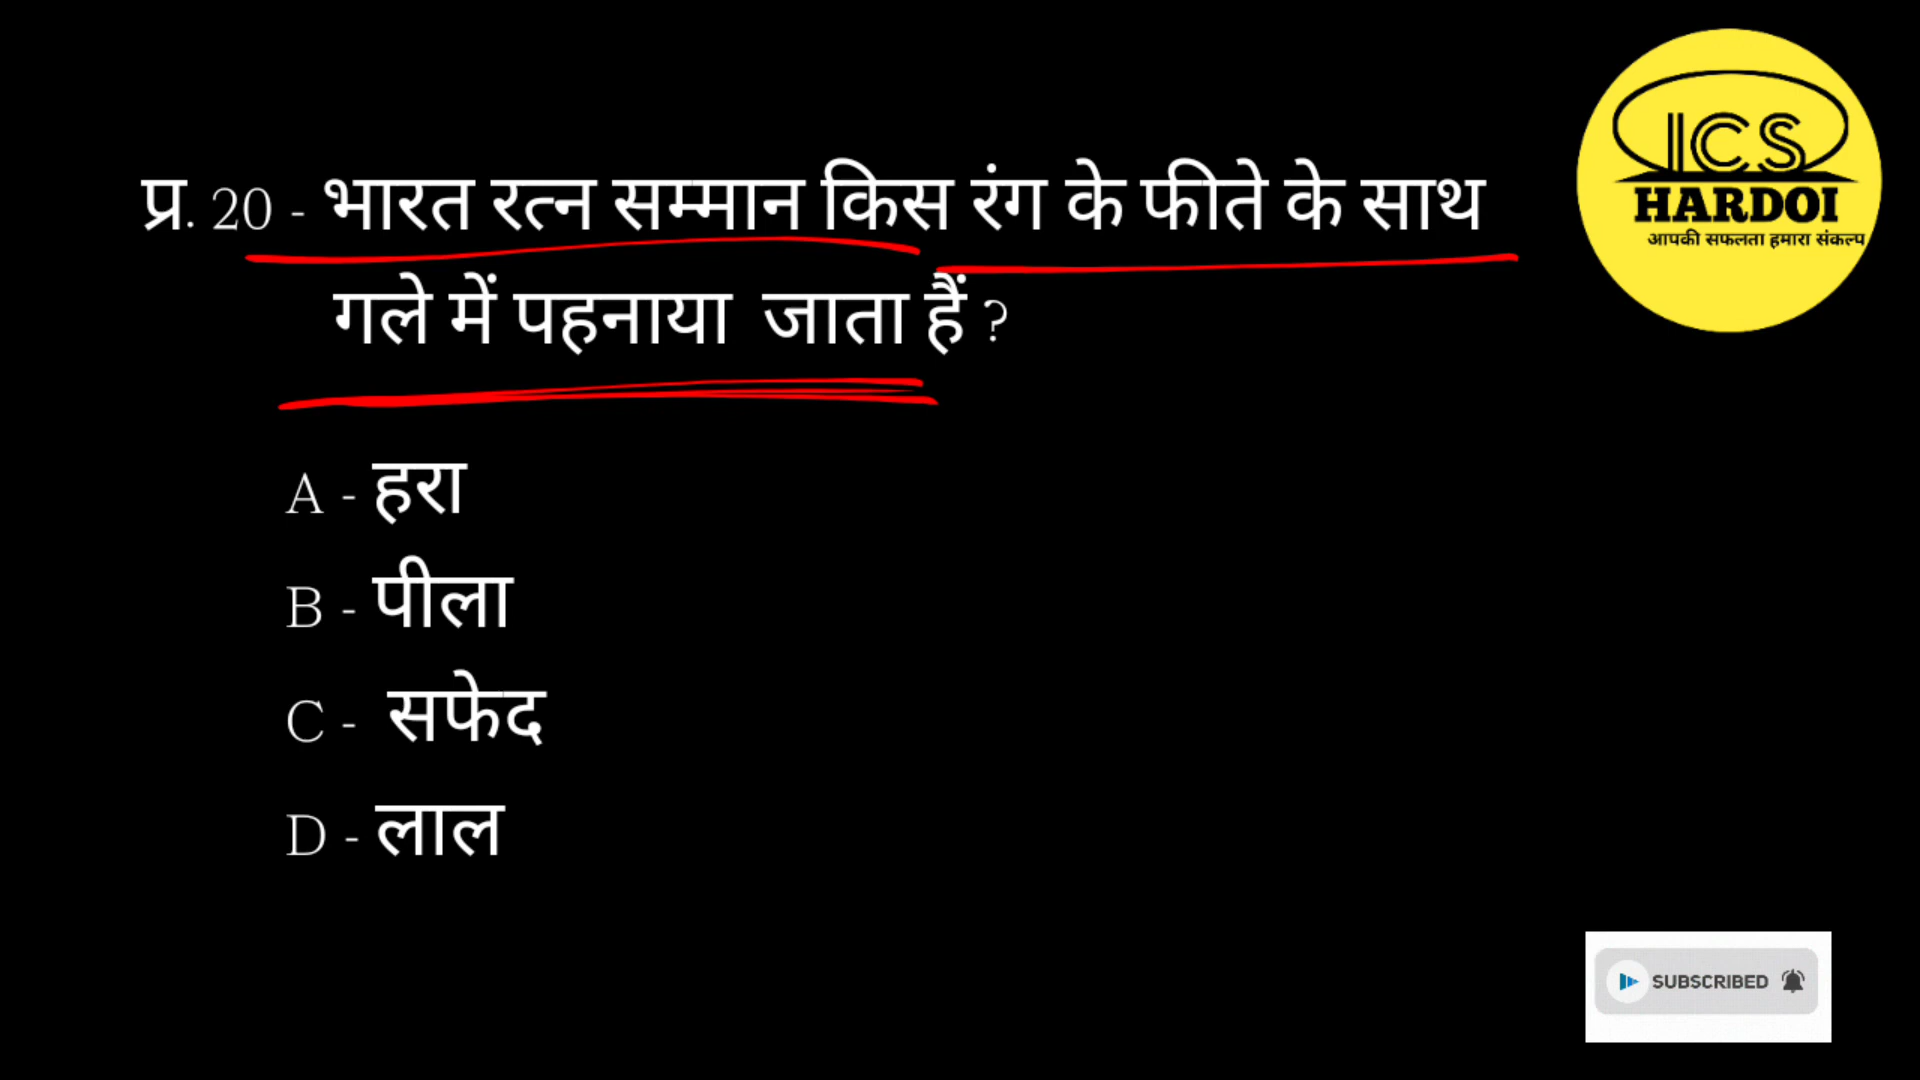 प्र. 20 - भारत रत्न सम्मान किस रंग के फीते के साथ
गले में पहनाया जाता हैं ?
A - हरा
B - पीला
C - सफेद
D - लाल
ICS
HARDOI
आपकी सफलता हमारा संकल्प
SUBSCRIBED